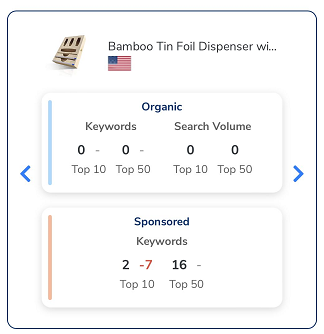 Bamboo Tin Foil Dispenser wi...
Organic
Keywords Search Volume
0 - 0 - 0 0
Top 10 Top 50 Top 10 Top 50
Sponsored
Keywords
2 -7 16 -
Top 10 Top 50